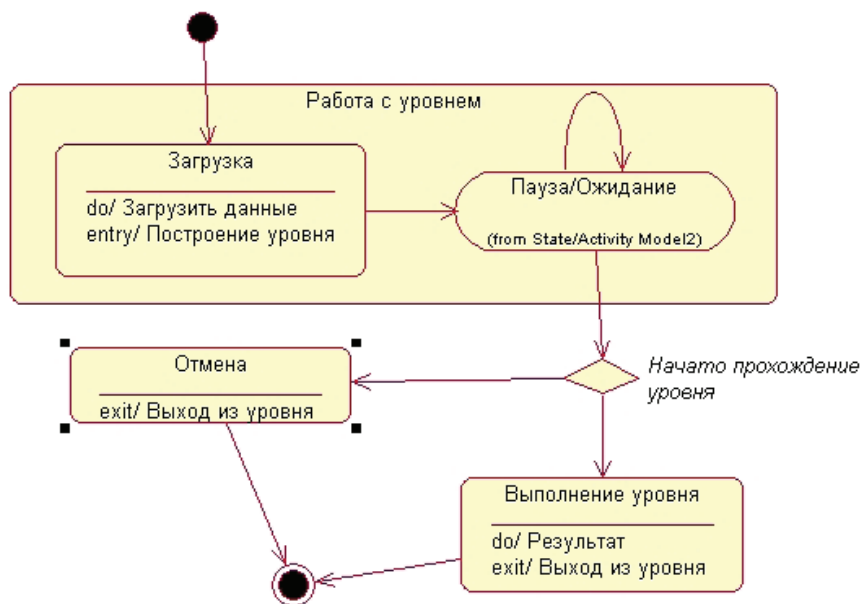 Работа с уровнем
Загрузка
do/ Загрузить данные
entry/ Построение уровня
Пауза/Ожидание
(from State/Activity Model2)
Отмена
exit/ Выход из уровня
Начато прохождение
уровня
Выполнение уровня
do/ Результат
exit/ Выход из уровня